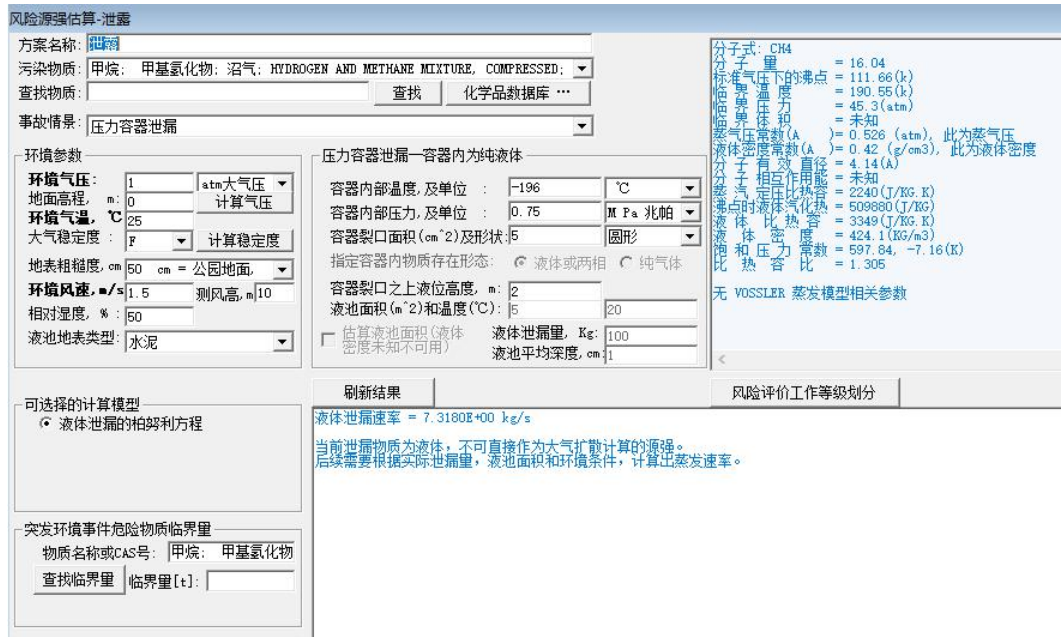 风险源强估算-泄露
方案名称: 泄露
污染物质: 甲烷; 甲基氢化物; 沼气; HYDROGEN AND METHANE MIXTURE, COMPRESSED;
查找物质: 查找 化学品数据库 …
事故情景: 压力容器泄漏
环境参数
环境气压: 1 atm大气压
地面高程, m: 0 计算气压
环境气温, ℃ 25
大气稳定度 : F 计算稳定度
地表粗糙度, cm 50 cm = 公园地面,
环境风速, m/s 1.5 测风高, m 10
相对湿度, % : 50
液池地表类型: 水泥
压力容器泄漏—容器内为纯液体
容器内部温度, 及单位 : -196 ℃
容器内部压力, 及单位 : 0.75 M Pa 兆帕
容器裂口面积(cm^2)及形状: 5 圆形
指定容器内物质存在形态: 液体或两相 纯气体
容器裂口之上液位高度, m: 2
液池面积(m^2)和温度(℃): 5 20
估算液池面积(液体密度未知不可用) 液体泄漏量, Kg: 100
液池平均深度, cm: 1
分子式: CH4
分 子 量 = 16.04
标准气压下的沸点 = 111.66(k)
临 界 温 度 = 190.55(k)
临 界 压 力 = 45.3(atm)
临 界 体 积 = 未知
蒸气压常数(A )= 0.526 (atm), 此为蒸气压
液体密度常数(A )= 0.42 (g/cm3), 此为液体密度
分 子 有 效 直径 = 4.14(A)
分 子 相互作用能 = 未知
蒸 汽 定压比热容 = 2240(J/KG.K)
沸点时液体汽化热 = 509880(J/KG)
液 体 比 热 容 = 3349(J/KG.K)
液 体 密 度 = 424.1(KG/m3)
饱 和 压 力 常数 = 597.84, -7.16(K)
比 热 容 比 = 1.305
无 VOSSLER 蒸发模型相关参数
刷新结果 风险评价工作等级划分
可选择的计算模型
液体泄漏的柏努利方程
液体泄漏速率 = 7.3180E+00 kg/s
当前泄漏物质为液体，不可直接作为大气扩散计算的源强。
后续需要根据实际泄漏量，液池面积和环境条件，计算出蒸发速率。
突发环境事件危险物质临界量
物质名称或CAS号: 甲烷; 甲基氢化物
查找临界量 临界量[t]: